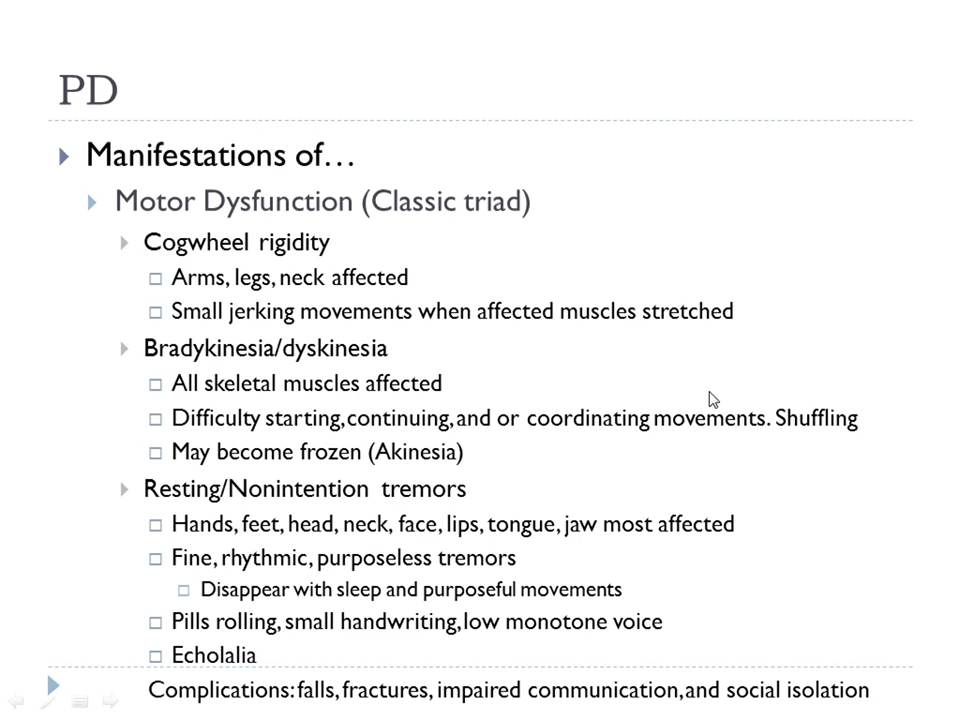 PD
Manifestations of…
Motor Dysfunction (Classic triad)
Cogwheel rigidity
Arms, legs, neck affected
Small jerking movements when affected muscles stretched
Bradykinesia/dyskinesia
All skeletal muscles affected
Difficulty starting, continuing, and or coordinating movements. Shuffling
May become frozen (Akinesia)
Resting/Nonintention tremors
Hands, feet, head, neck, face, lips, tongue, jaw most affected
Fine, rhythmic, purposeless tremors
Disappear with sleep and purposeful movements
Pills rolling, small handwriting, low monotone voice
Echolalia
Complications: falls, fractures, impaired communication, and social isolation